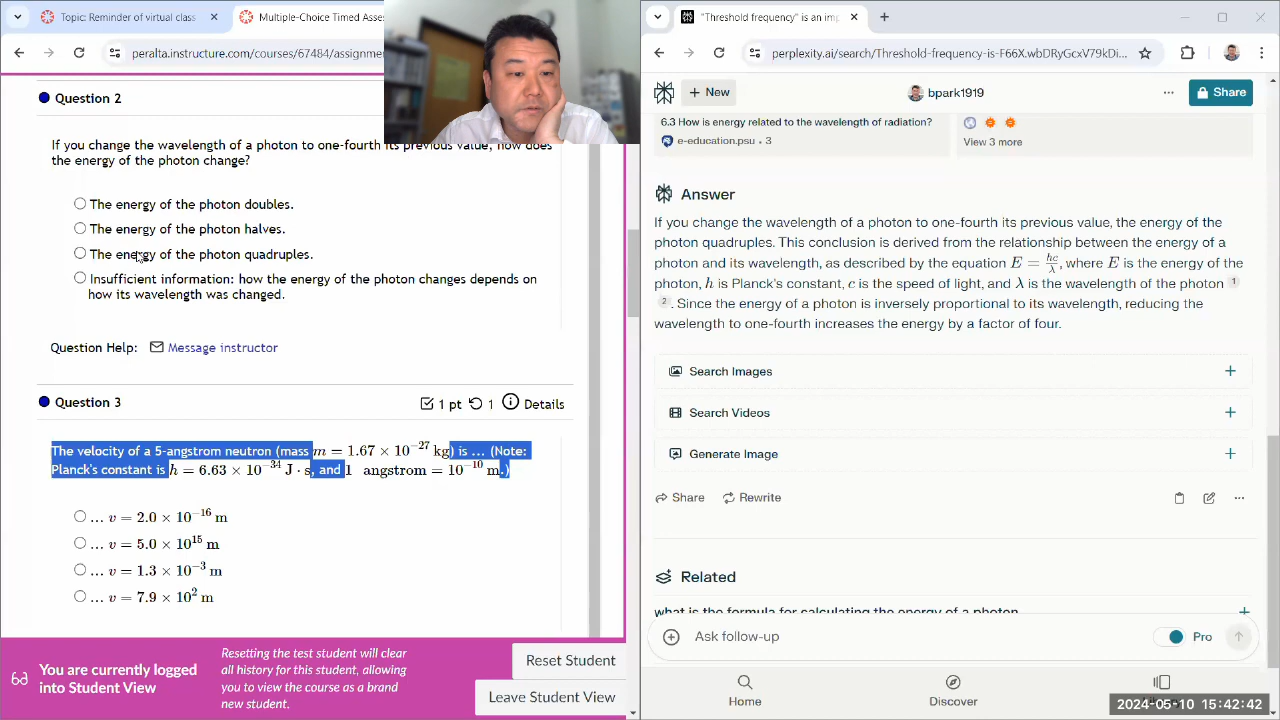 Topic: Reminder of virtual class
Multiple-Choice Timed Asse
peralta.instructure.com/courses/67484/assignme
Question 2
If you change the wavelength of a photon to one-fourth its previous value, how does
the energy of the photon change?
The energy of the photon doubles.
The energy of the photon halves.
The energy of the photon quadruples.
Insufficient information: how the energy of the photon changes depends on
how its wavelength was changed.
Question Help: Message instructor
Question 3
1 pt 1 Details
The velocity of a 5-angstrom neutron (mass m = 1.67 × 10⁻²⁷ kg) is ... (Note:
Planck's constant is h = 6.63 × 10⁻³⁴ J · s, and 1 angstrom = 10⁻¹⁰ m.)
... v = 2.0 × 10⁻¹⁶ m
... v = 5.0 × 10¹⁵ m
... v = 1.3 × 10⁻³ m
... v = 7.9 × 10² m
You are currently logged
into Student View
Resetting the test student will clear
all history for this student, allowing
you to view the course as a brand
new student.
Reset Student
Leave Student View
"Threshold frequency" is an imp
perplexity.ai/search/Threshold-frequency-is-F66X.wbDRyGcaV79kDi...
New
bpark1919
Share
6.3 How is energy related to the wavelength of radiation?
e-education.psu · 3
View 3 more
Answer
If you change the wavelength of a photon to one-fourth its previous value, the energy of the
photon quadruples. This conclusion is derived from the relationship between the energy of a
photon and its wavelength, as described by the equation E = hc/λ, where E is the energy of the
photon, h is Planck's constant, c is the speed of light, and λ is the wavelength of the photon 1
2. Since the energy of a photon is inversely proportional to its wavelength, reducing the
wavelength to one-fourth increases the energy by a factor of four.
Search Images
Search Videos
Generate Image
Share Rewrite
Related
what is the formula for calculating the energy of a photon
Ask follow-up
Pro
Home
Discover
2024-05-10 15:42:42